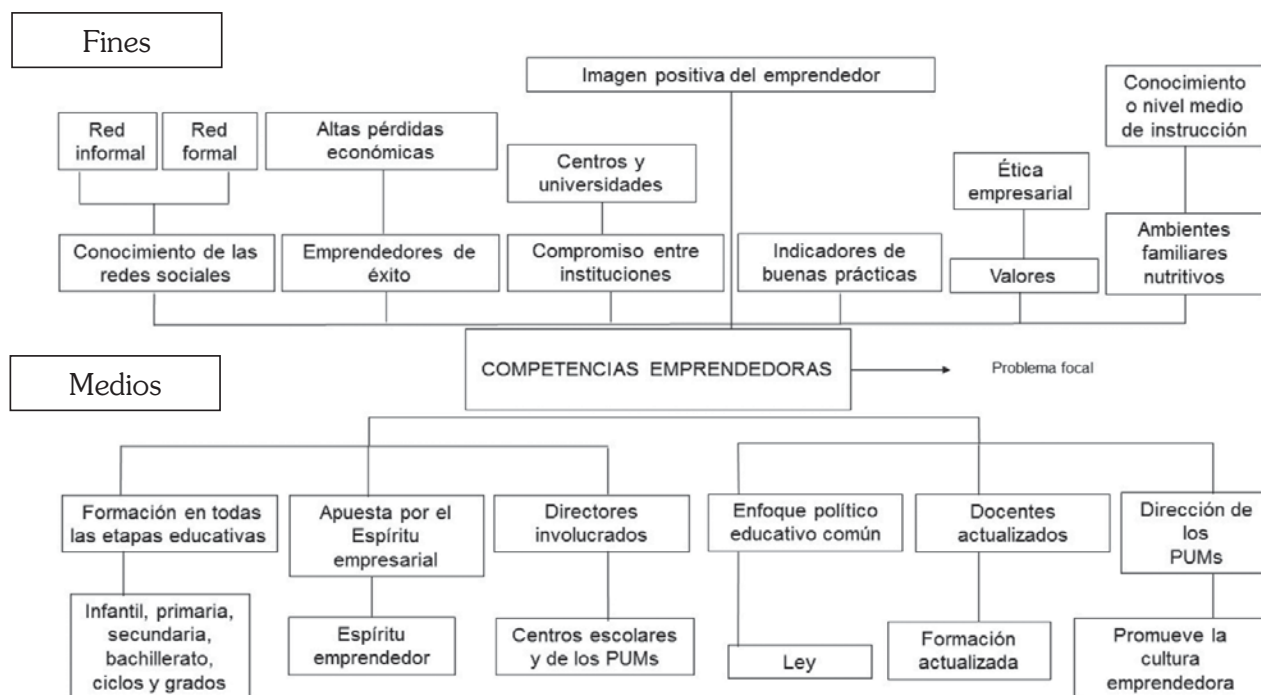 Fines
Imagen positiva del emprendedor
Conocimiento
o nivel medio
de instrucción
Red
informal
Red
formal
Altas pérdidas
económicas
Centros y
universidades
Ética
empresarial
Conocimiento de las
redes sociales
Emprendedores de
éxito
Compromiso entre
instituciones
Indicadores de
buenas prácticas
Valores
Ambientes
familiares
nutritivos
COMPETENCIAS EMPRENDEDORAS
Problema focal
Medios
Formación en todas
las etapas educativas
Apuesta por el
Espíritu
empresarial
Directores
involucrados
Enfoque político
educativo común
Docentes
actualizados
Dirección de
los
PUMs
Infantil, primaria,
secundaria,
bachillerato,
ciclos y grados
Espíritu
emprendedor
Centros escolares
y de los PUMs
Ley
Formación
actualizada
Promueve la
cultura
emprendedora